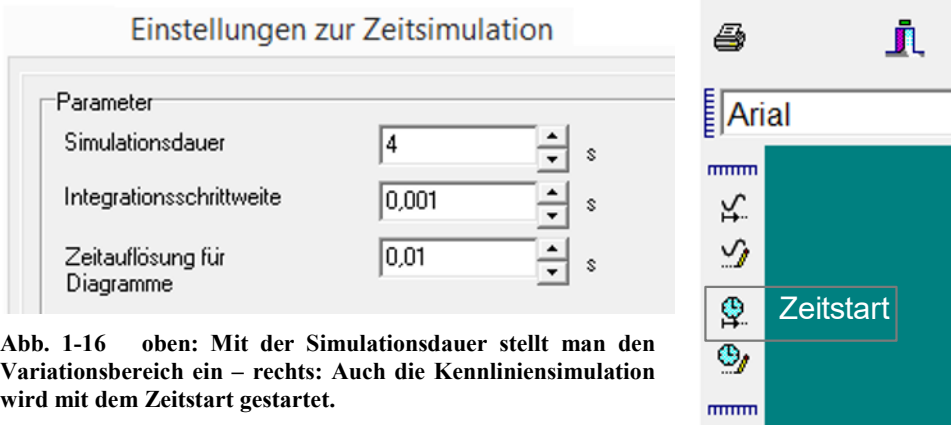 Einstellungen zur Zeitsimulation
Parameter
Simulationsdauer 4 s
Integrationsschrittweite 0,001 s
Zeitauflösung für
Diagramme 0,01 s
Abb. 1-16 oben: Mit der Simulationsdauer stellt man den
Variationsbereich ein – rechts: Auch die Kennliniensimulation
wird mit dem Zeitstart gestartet.
Arial
Zeitstart